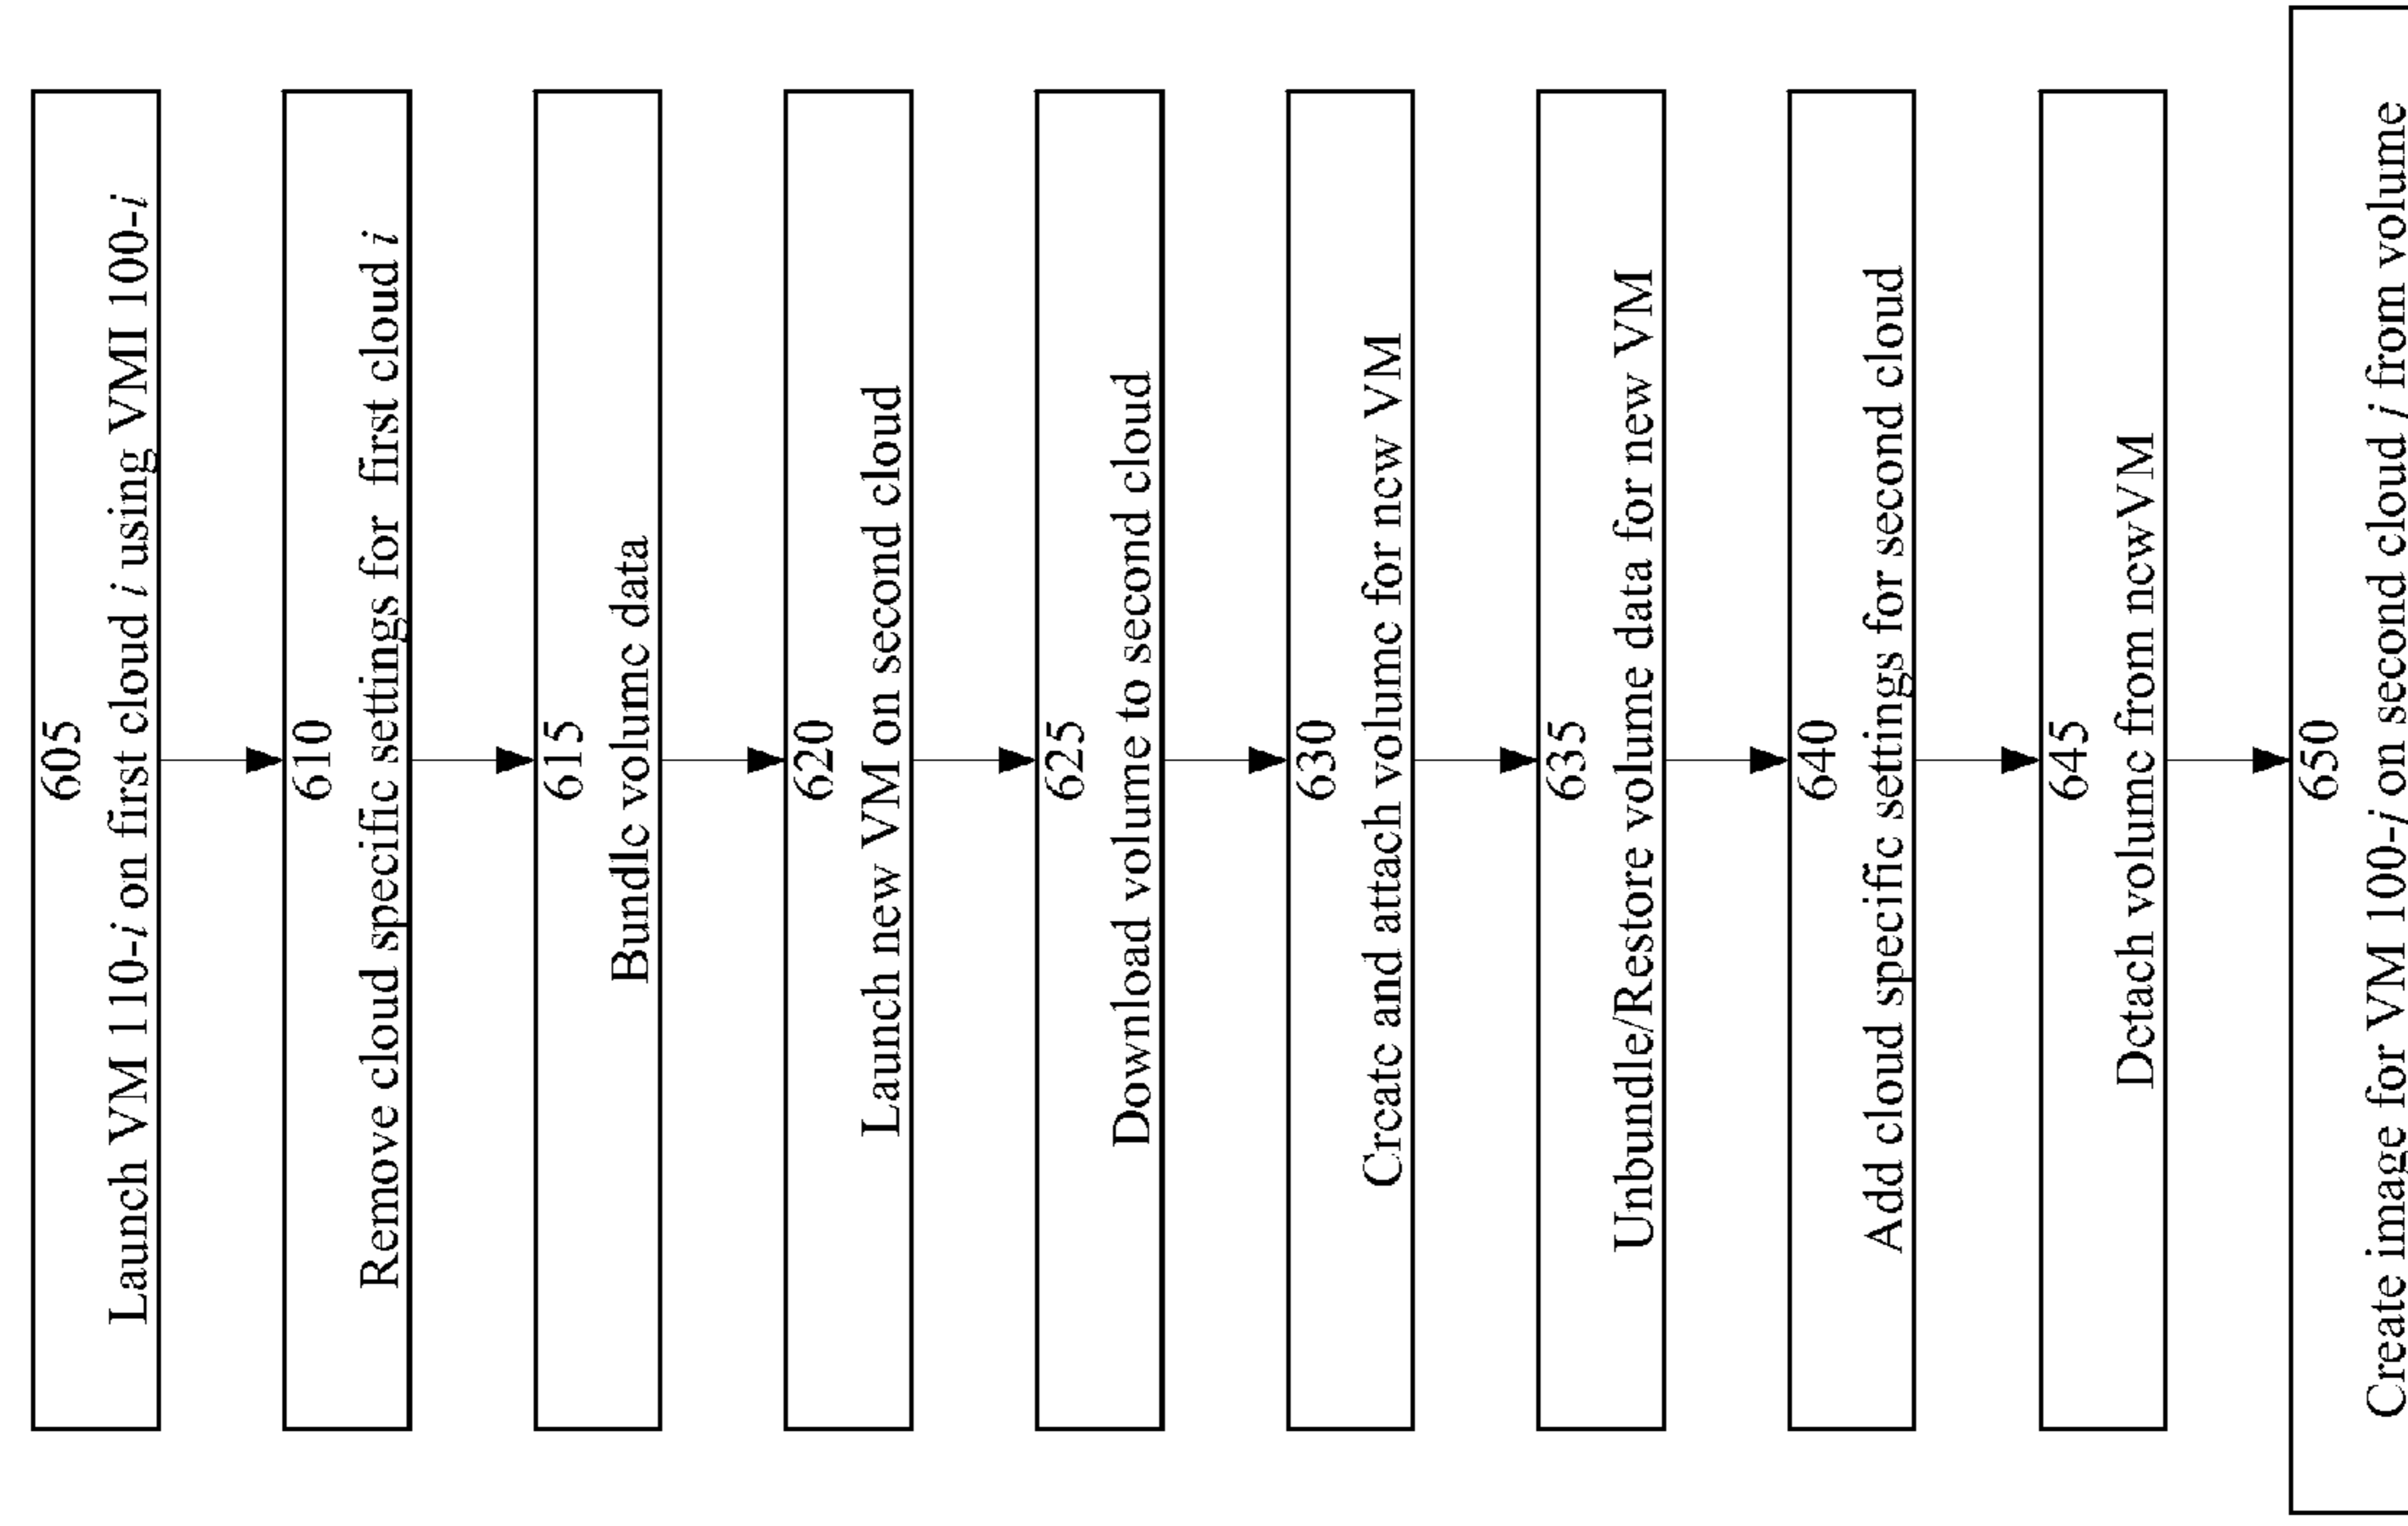 605
Launch VM 110-i on first cloud i using VMI 100-i
610
Remove cloud specific settings for first cloud i
615
Bundle volume data
620
Launch new VM on second cloud
625
Download volume to second cloud
630
Create and attach volume for new VM
635
Unbundle/Restore volume data for new VM
640
Add cloud specific settings for second cloud
645
Detach volume from newVM
650
Create image for VM 100-i on second cloud j from volume